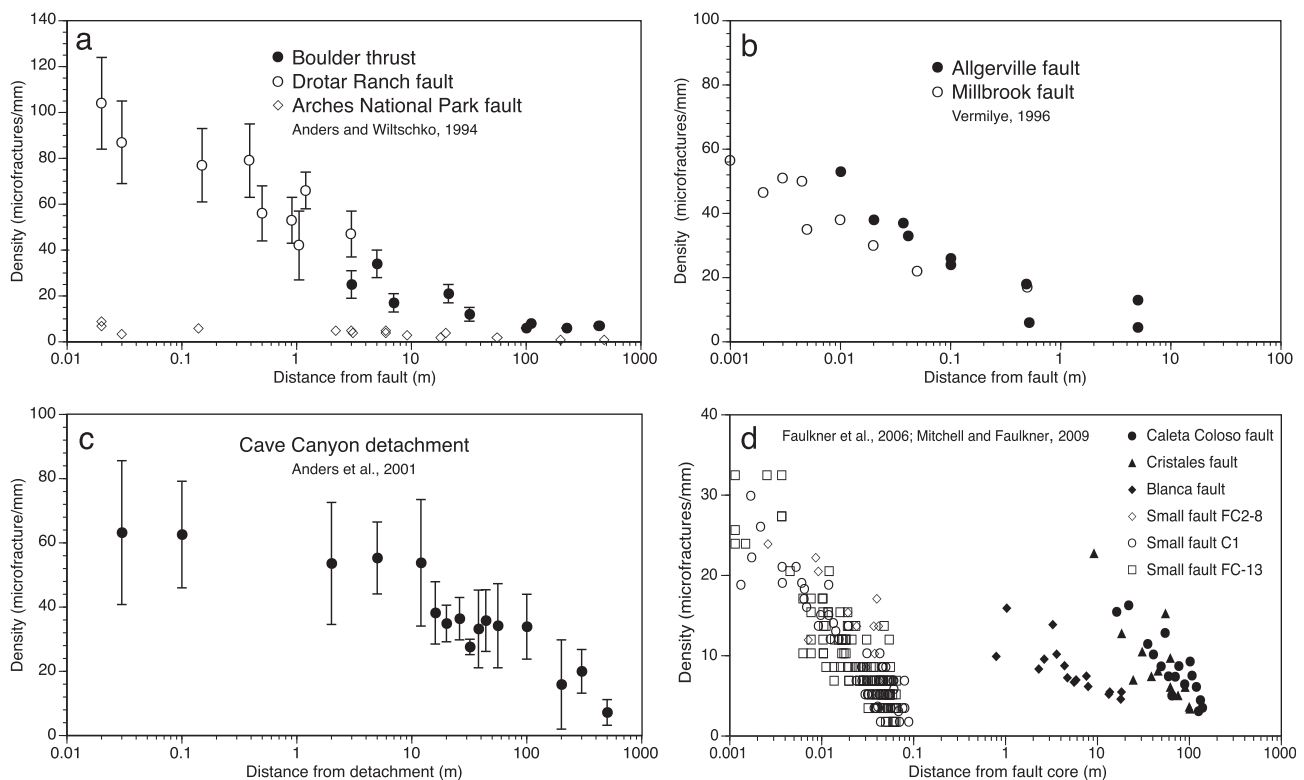 a
Boulder thrust
Drotar Ranch fault
Arches National Park fault
Anders and Wiltschko, 1994
Density (microfractures/mm)
140
120
100
80
60
40
20
0
0.01 0.1 1 10 100 1000
Distance from fault (m)
b
Allgerville fault
Millbrook fault
Vermilye, 1996
Density (microfractures/mm)
100
80
60
40
20
0
0.001 0.01 0.1 1 10 100
Distance from fault (m)
c
Cave Canyon detachment
Anders et al., 2001
Density (microfracture/mm)
100
80
60
40
20
0
0.01 0.1 1 10 100 1000
Distance from detachment (m)
d
Faulkner et al., 2006; Mitchell and Faulkner, 2009
Caleta Coloso fault
Cristales fault
Blanca fault
Small fault FC2-8
Small fault C1
Small fault FC-13
Density (microfractures/mm)
40
30
20
10
0
0.001 0.01 0.1 1 10 100 1000
Distance from fault core (m)